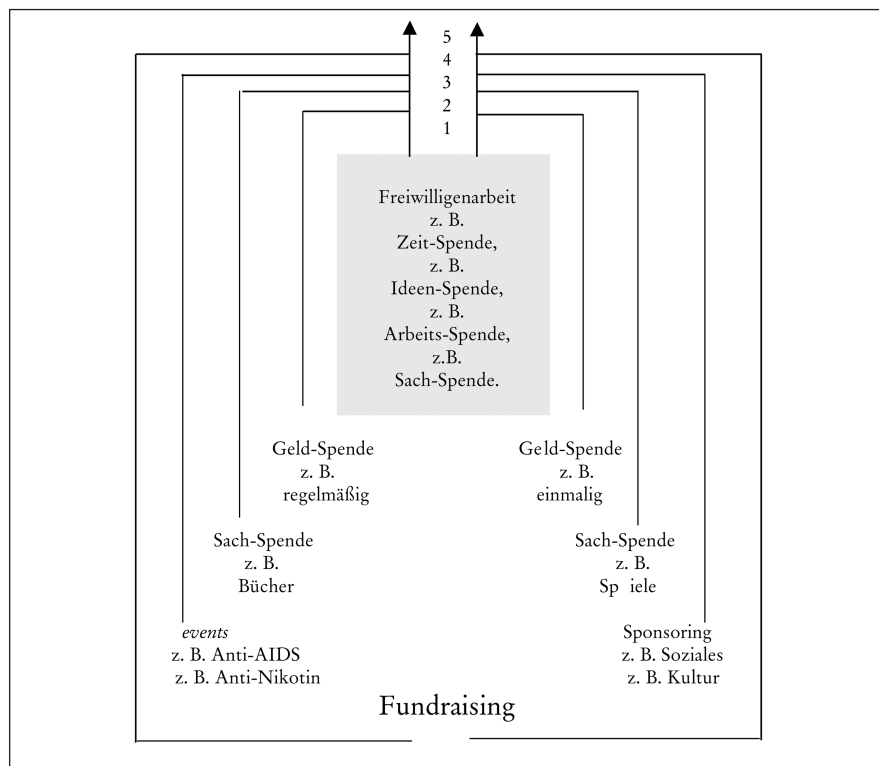 5
4
3
2
1
Freiwilligenarbeit
z. B.
Zeit-Spende,
z. B.
Ideen-Spende,
z. B.
Arbeits-Spende,
z.B.
Sach-Spende.
Geld-Spende
z. B.
regelmäßig
Geld-Spende
z. B.
einmalig
Sach-Spende
z. B.
Bücher
Sach-Spende
z. B.
Sp iele
events
z. B. Anti-AIDS
z. B. Anti-Nikotin
Sponsoring
z. B. Soziales
z. B. Kultur
Fundraising